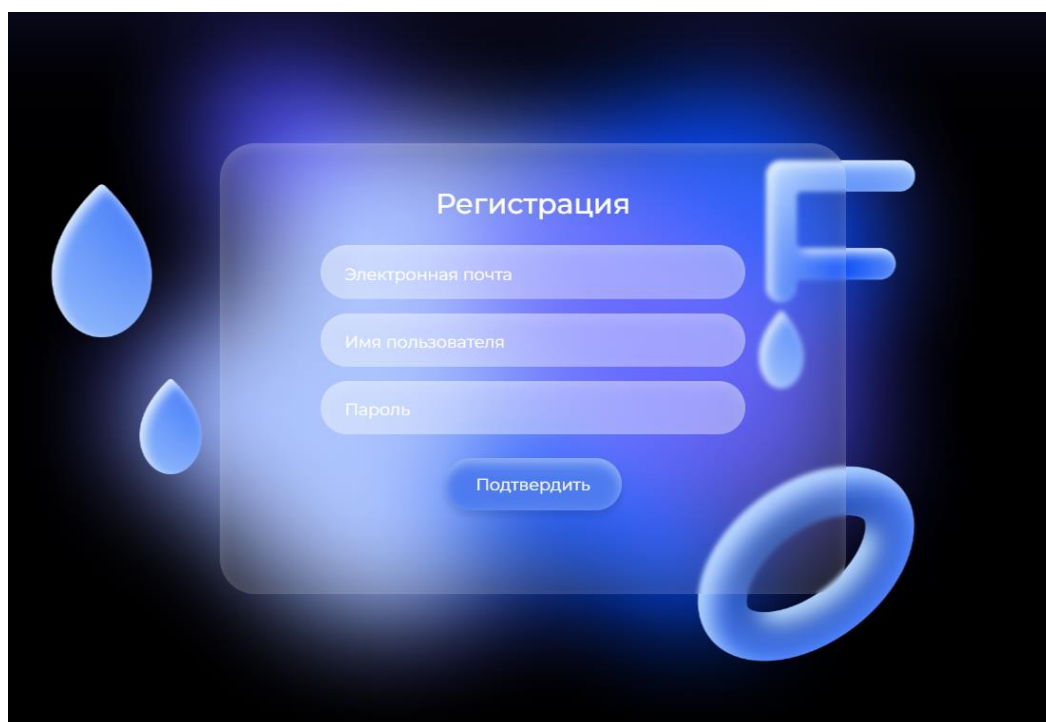 Регистрация
Электронная почта
Имя пользователя
Пароль
Подтвердить